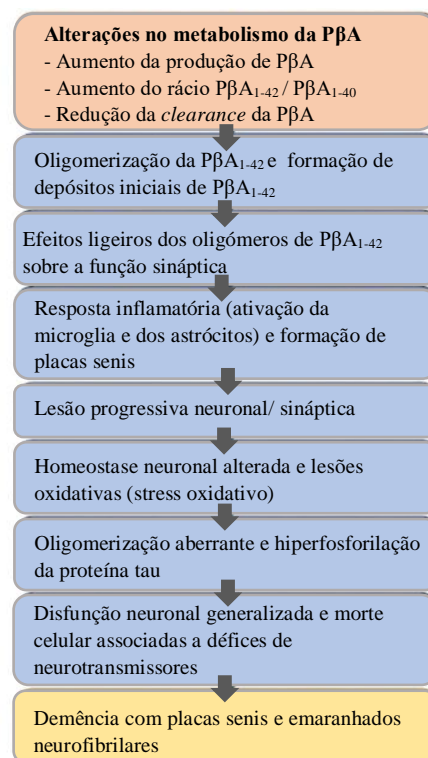 Alterações no metabolismo da PβA
- Aumento da produção de PβA
- Aumento do rácio PβA1-42 / PβA1-40
- Redução da clearance da PβA
Oligomerização da PβA1-42 e formação de
depósitos iniciais de PβA1-42
Efeitos ligeiros dos oligómeros de PβA1-42
sobre a função sináptica
Resposta inflamatória (ativação da
microglia e dos astrócitos) e formação de
placas senis
Lesão progressiva neuronal/ sináptica
Homeostase neuronal alterada e lesões
oxidativas (stress oxidativo)
Oligomerização aberrante e hiperfosforilação
da proteína tau
Disfunção neuronal generalizada e morte
celular associadas a défices de
neurotransmissores
Demência com placas senis e emaranhados
neurofibrilares